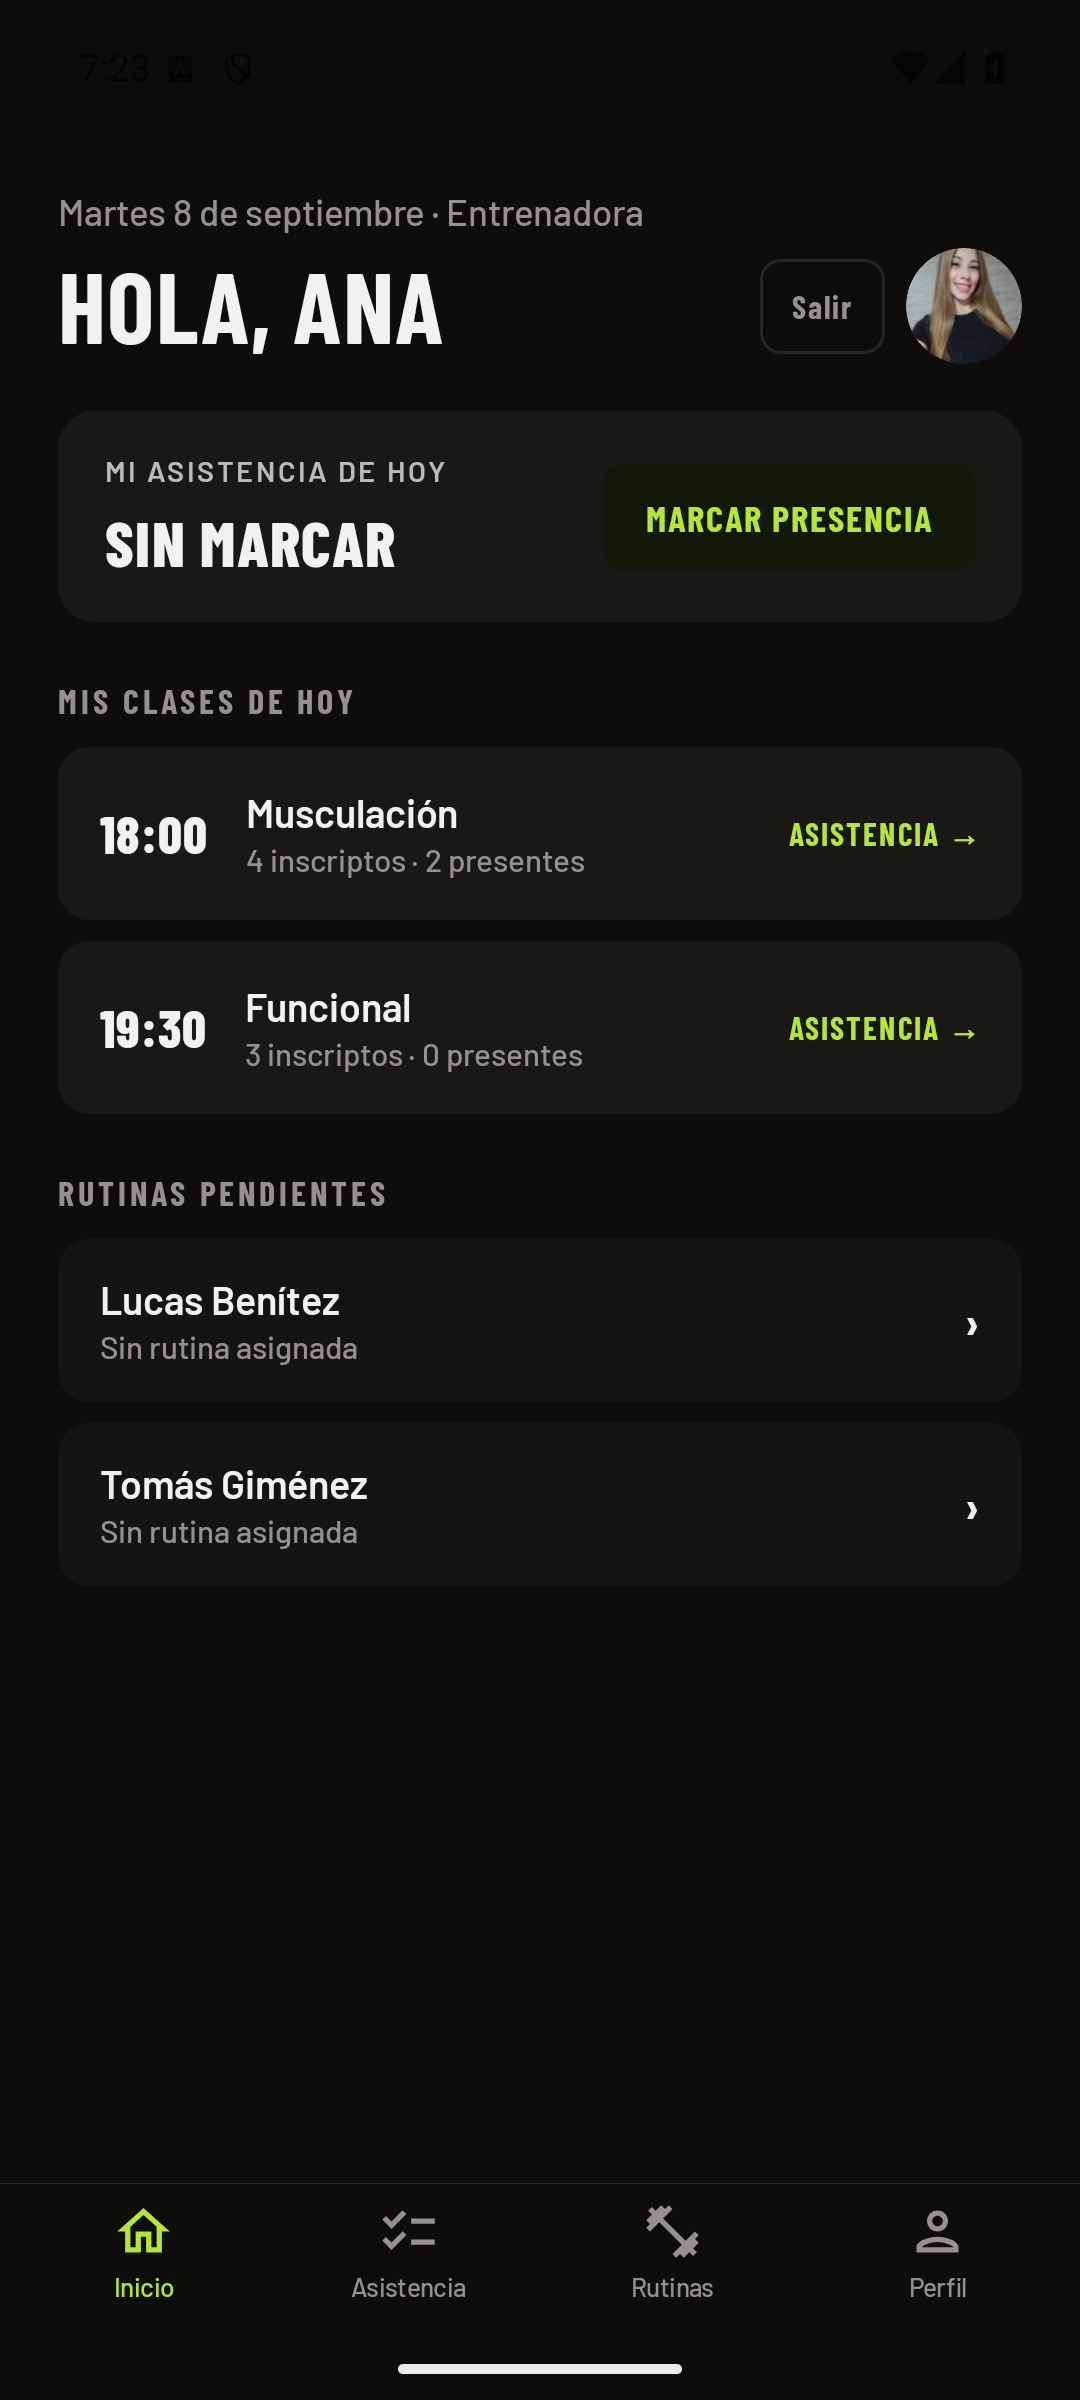 7:23
Martes 8 de septiembre · Entrenadora
HOLA, ANA
Salir
MI ASISTENCIA DE HOY
SIN MARCAR
MARCAR PRESENCIA
MIS CLASES DE HOY
18:00
Musculación
4 inscriptos · 2 presentes
ASISTENCIA →
19:30
Funcional
3 inscriptos · 0 presentes
ASISTENCIA →
RUTINAS PENDIENTES
Lucas Benítez
Sin rutina asignada
›
Tomás Giménez
Sin rutina asignada
›
Inicio
Asistencia
Rutinas
Perfil